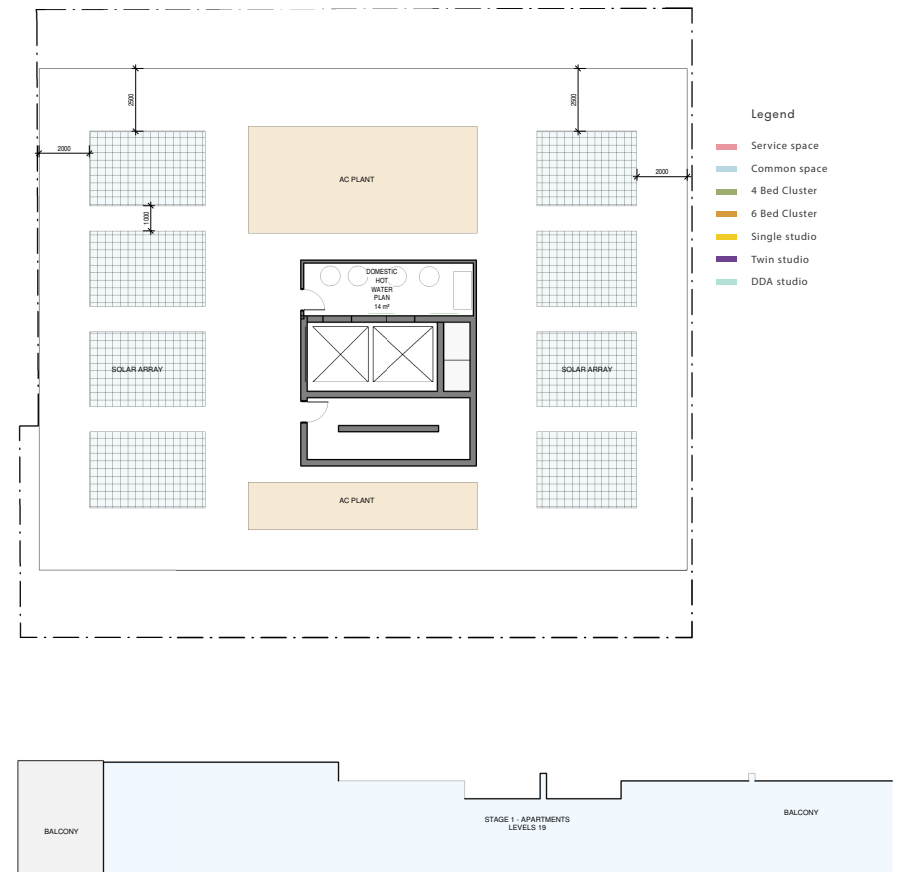 2500
2500
Legend
Service space
Common space
4 Bed Cluster
6 Bed Cluster
Single studio
Twin studio
DDA studio
2000
2000
AC PLANT
1000
DOMESTIC
HOT
WATER
PLAN
14 m²
SOLAR ARRAY
SOLAR ARRAY
AC PLANT
BALCONY
STAGE 1 - APARTMENTS
LEVELS 19
BALCONY